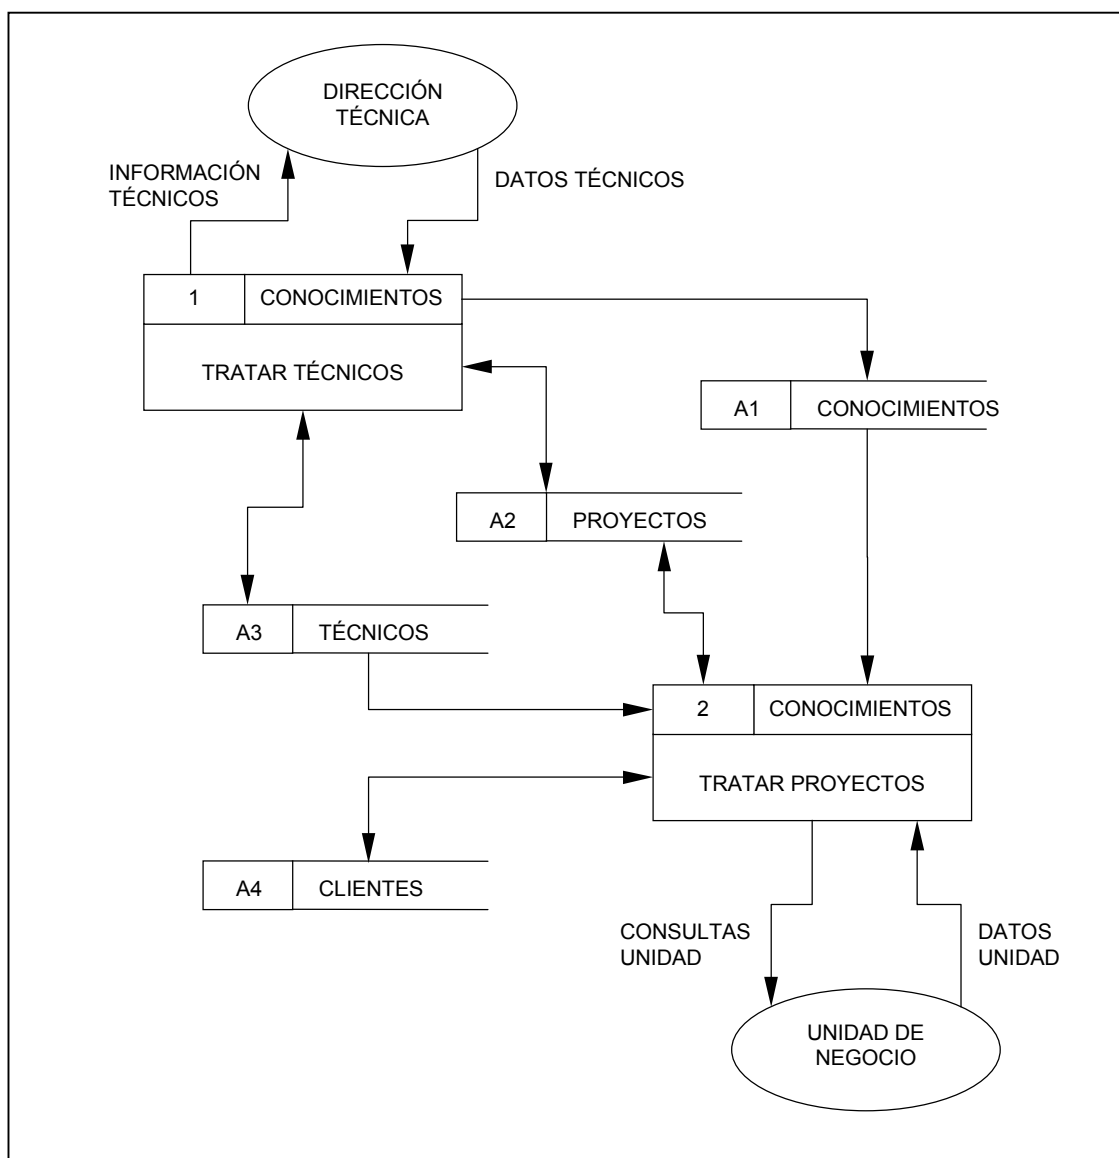 DIRECCIÓN
TÉCNICA
INFORMACIÓN
TÉCNICOS
DATOS TÉCNICOS
1 CONOCIMIENTOS
TRATAR TÉCNICOS
A1 CONOCIMIENTOS
A2 PROYECTOS
A3 TÉCNICOS
2 CONOCIMIENTOS
TRATAR PROYECTOS
A4 CLIENTES
CONSULTAS
UNIDAD
DATOS
UNIDAD
UNIDAD DE
NEGOCIO